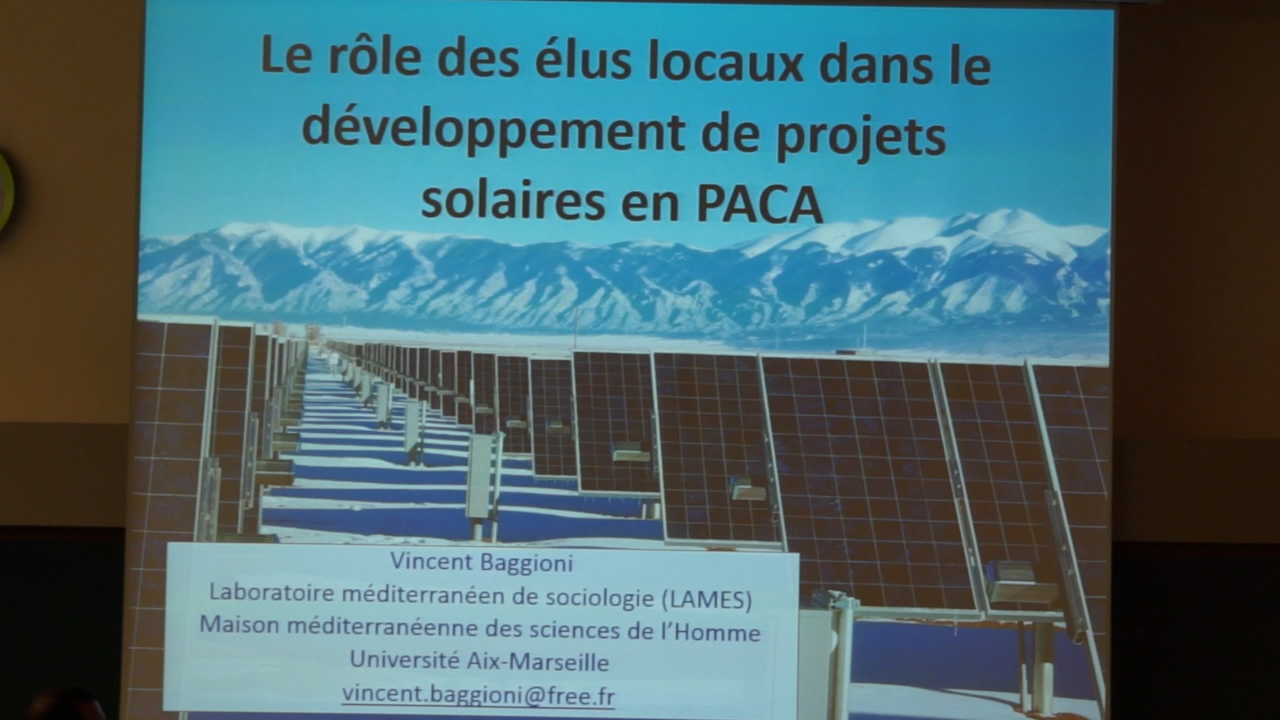 Le rôle des élus locaux dans le
développement de projets
solaires en PACA
Vincent Baggioni
Laboratoire méditerranéen de sociologie (LAMES)
Maison méditerranéenne des sciences de l'Homme
Université Aix-Marseille
vincent.baggioni@free.fr